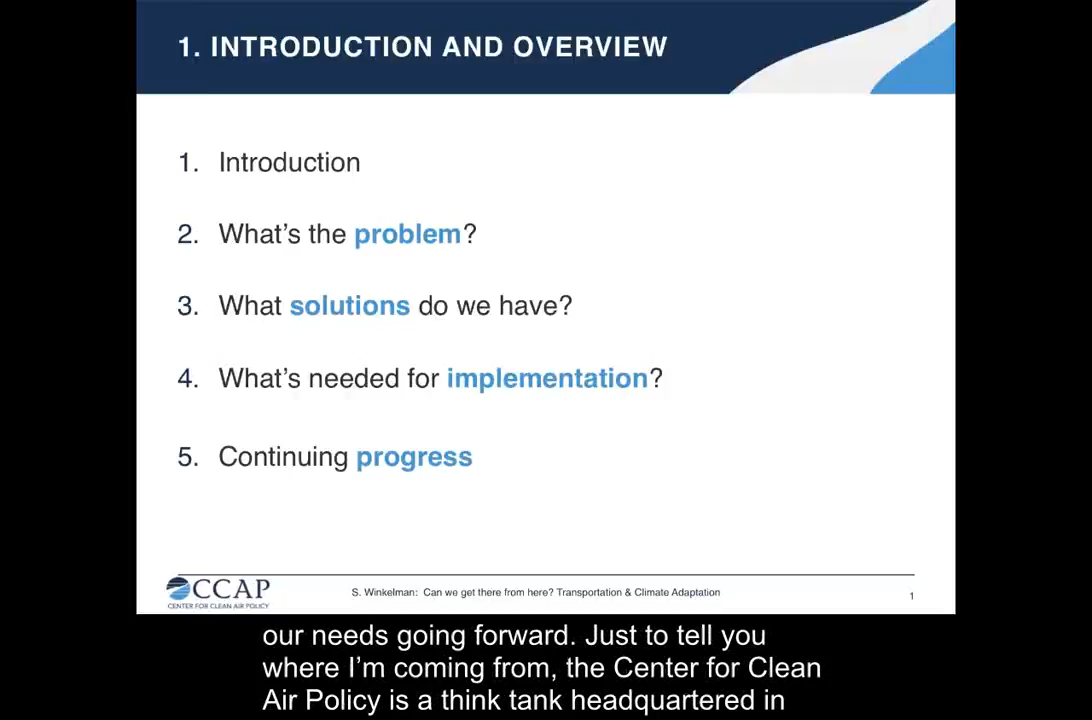 1. INTRODUCTION AND OVERVIEW
1. Introduction
2. What's the problem?
3. What solutions do we have?
4. What's needed for implementation?
5. Continuing progress
CCAP
CENTER FOR CLEAN AIR POLICY
S. Winkelman: Can we get there from here? Transportation & Climate Adaptation
1
our needs going forward. Just to tell you
where I'm coming from, the Center for Clean
Air Policy is a think tank headquartered in